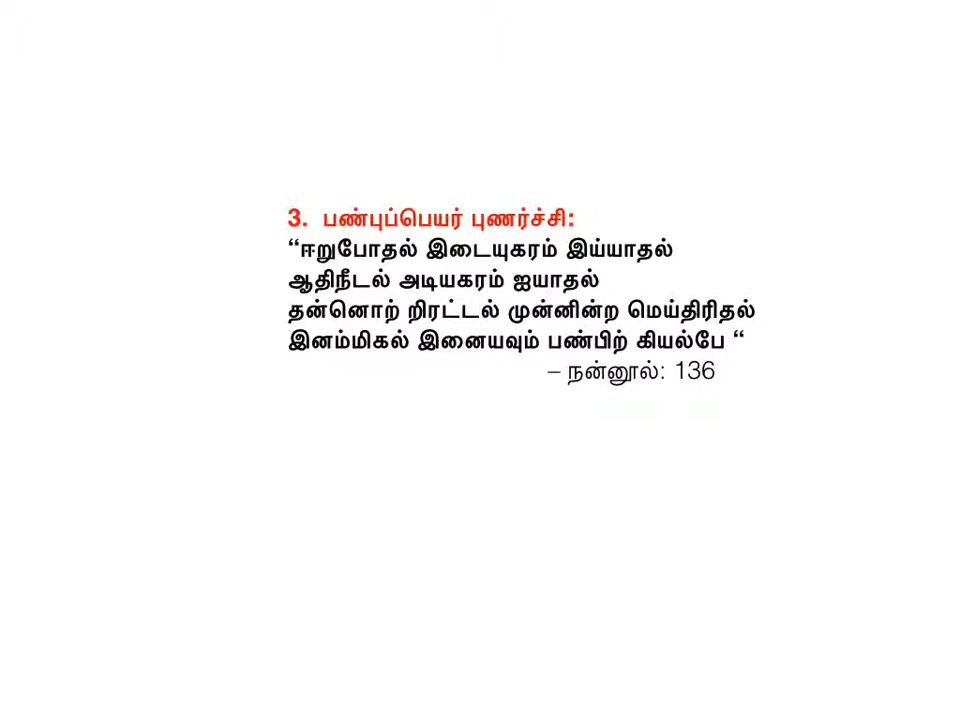 3. பண்புப்பெயர் புணர்ச்சி:
“ஈறுபோதல் இடையுகரம் இய்யாதல்
ஆதிநீடல் அடியகரம் ஐயாதல்
தன்னொற் றிரட்டல் முன்னின்ற மெய்திரிதல்
இனம்மிகல் இனையவும் பண்பிற் கியல்பே “
– நன்னூல்: 136